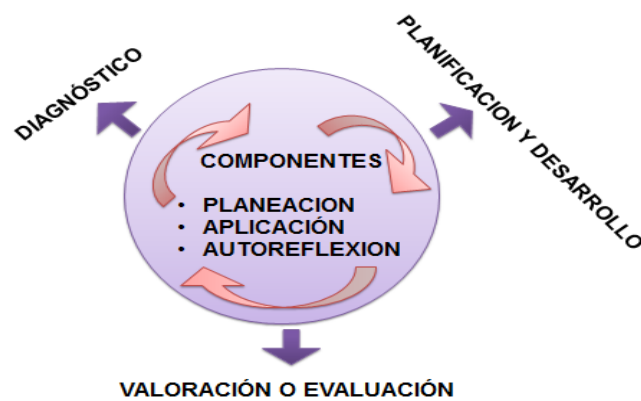 DIAGNÓSTICO
PLANIFICACION Y DESARROLLO
COMPONENTES
• PLANEACION
• APLICACIÓN
• AUTOREFLEXION
VALORACIÓN O EVALUACIÓN